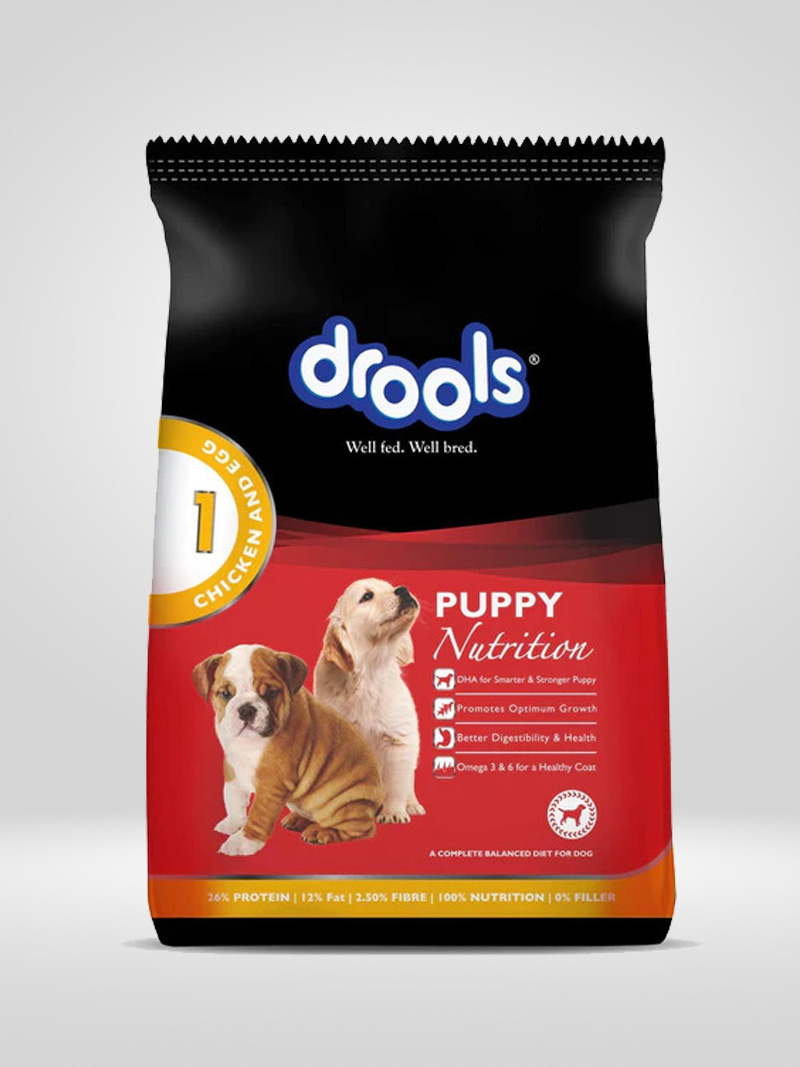 drools®
Well fed. Well bred.
1
CHICKEN AND EGG
PUPPY
Nutrition
DHA for Smarter & Stronger Puppy
Promotes Optimum Growth
Better Digestibility & Health
Omega 3 & 6 for a Healthy Coat
A COMPLETE BALANCED DIET FOR DOG
26% PROTEIN | 12% Fat | 2.50% FIBRE | 100% NUTRITION | 0% FILLER